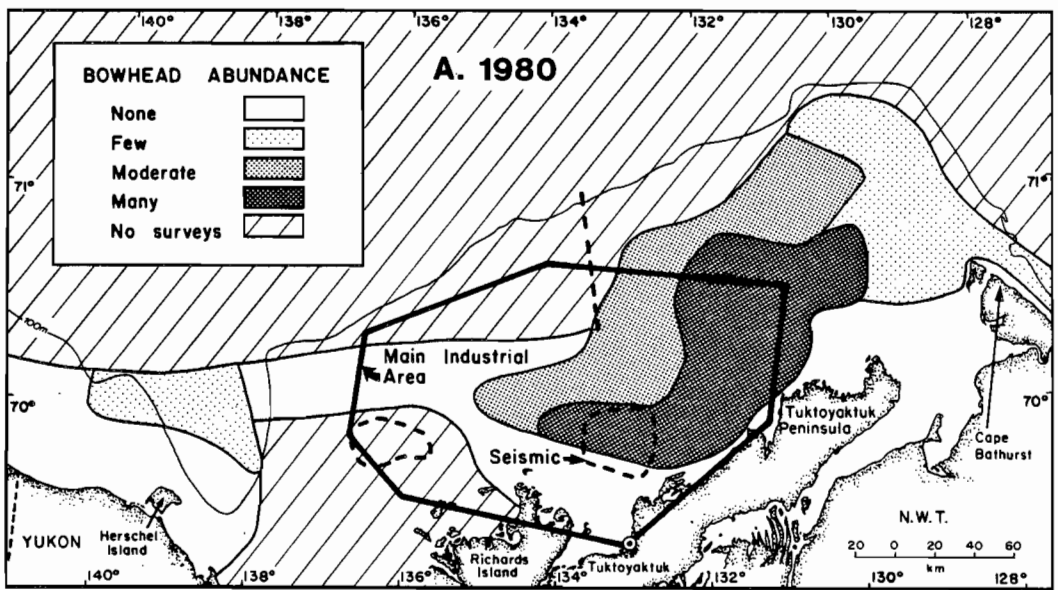 140°
138°
136°
134°
132°
130°
128°
A. 1980
BOWHEAD ABUNDANCE
None
Few
Moderate
Many
No surveys
71°
71°
100m
Main Industrial
Area
70°
70°
Tuktoyaktuk
Peninsula
Seismic
Cape
Bathurst
YUKON
Herschel
Island
Richards
Island
Tuktoyaktuk
N.W.T.
20 0 20 40 60
km
140°
138°
136°
134°
132°
130°
128°